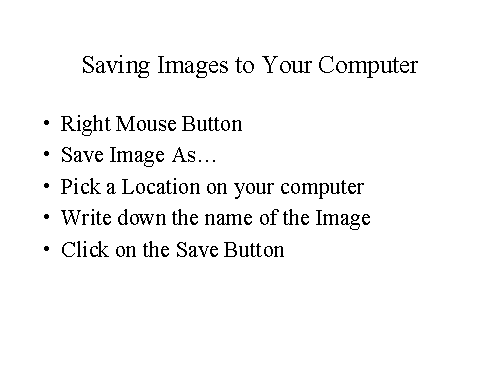 Saving Images to Your Computer
• Right Mouse Button
• Save Image As…
• Pick a Location on your computer
• Write down the name of the Image
• Click on the Save Button